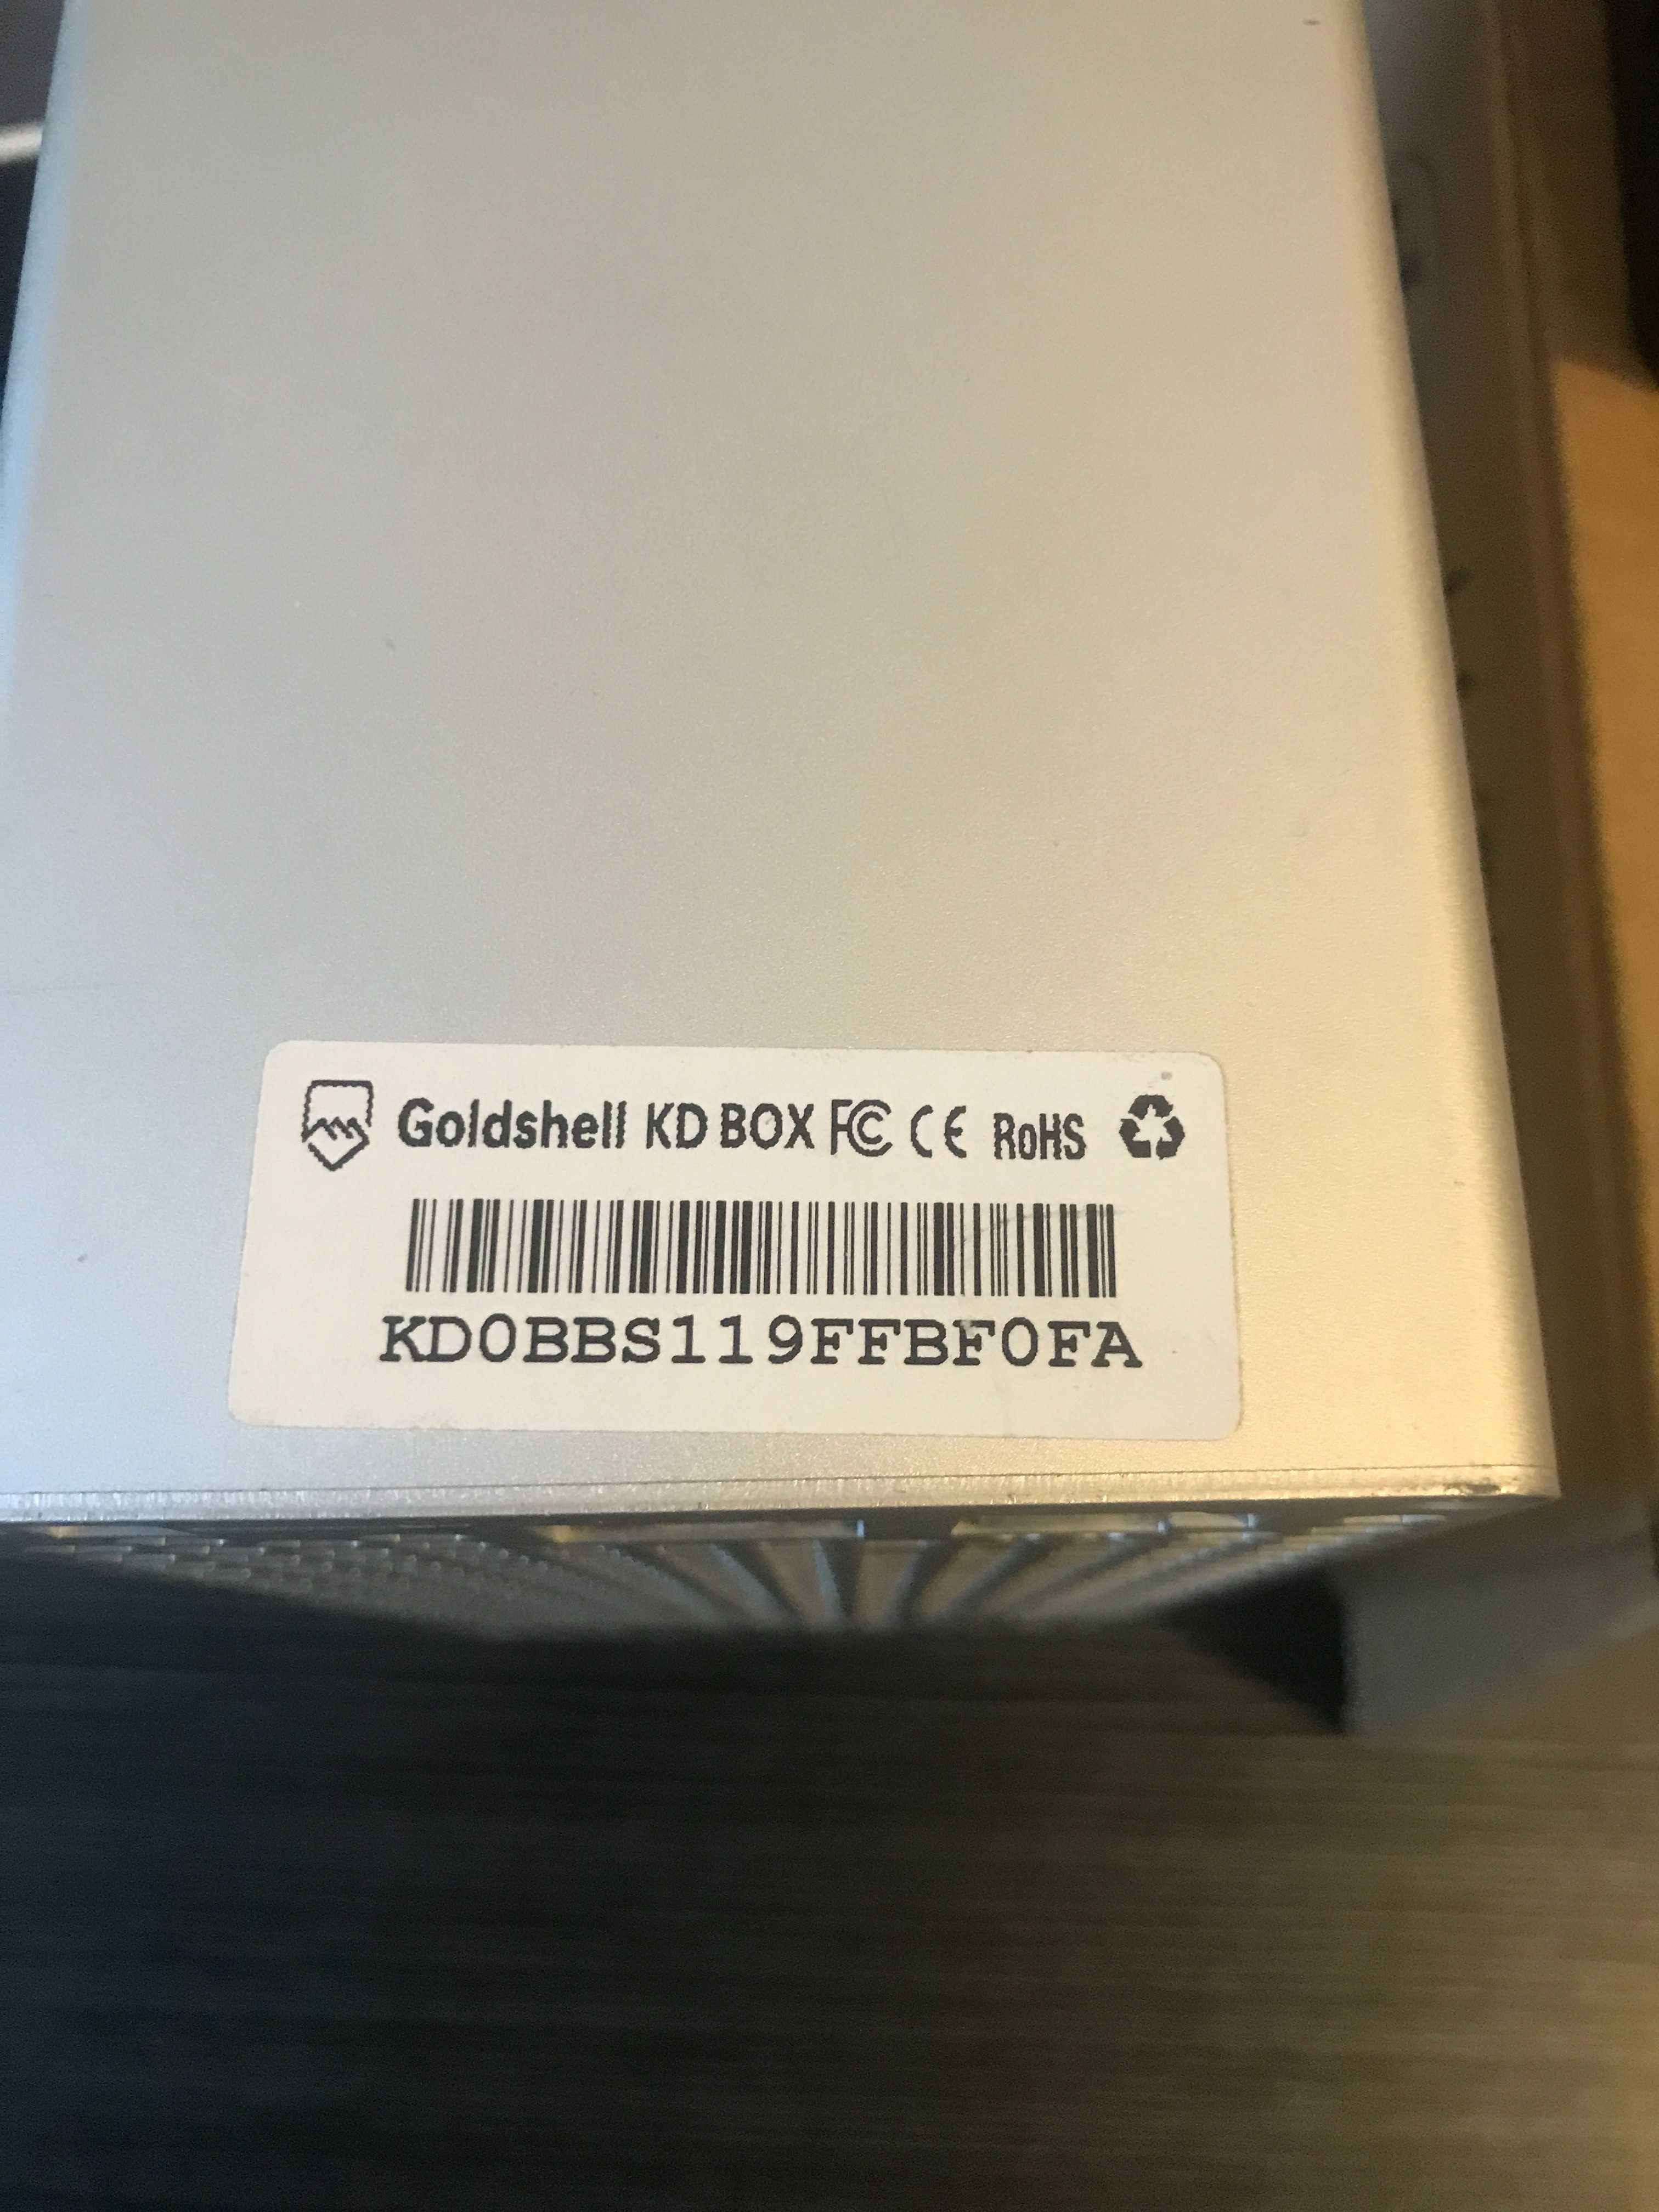 Goldshell KD BOX FC CE RoHS
KD0BBS119FFBF0FA